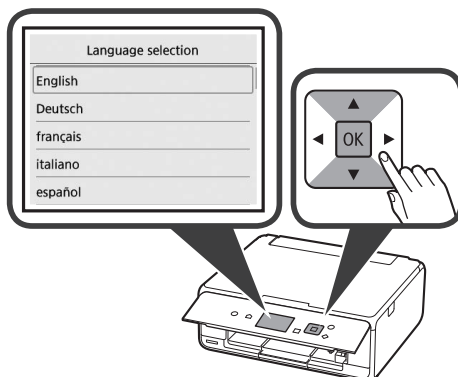 Language selection
English
Deutsch
français
italiano
español
OK